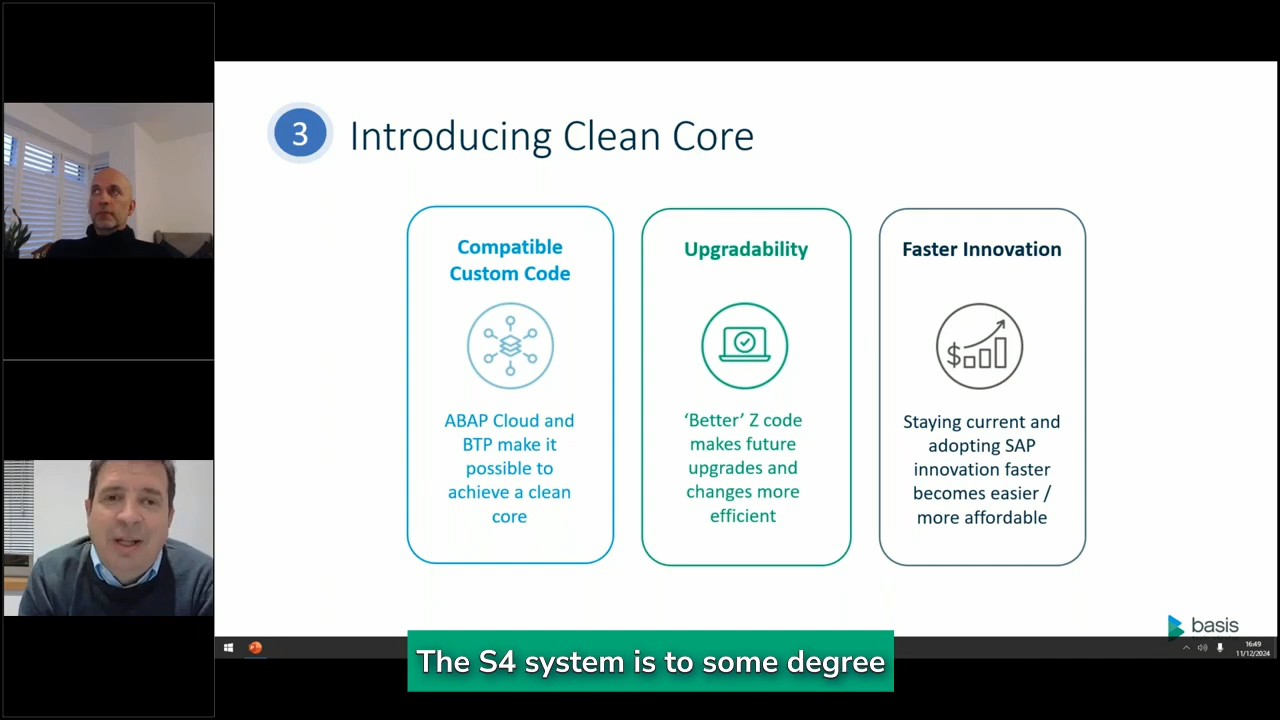 3
Introducing Clean Core
Compatible
Custom Code
ABAP Cloud and
BTP make it
possible to
achieve a clean
core
Upgradability
‘Better’ Z code
makes future
upgrades and
changes more
efficient
Faster Innovation
$
Staying current and
adopting SAP
innovation faster
becomes easier /
more affordable
basis
16:49
11/12/2024
The S4 system is to some degree